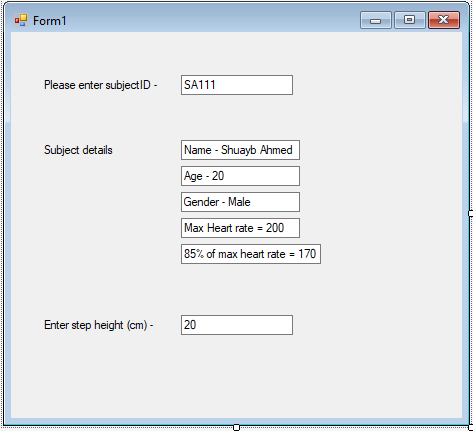 Form1
Please enter subjectID - SA111
Subject details Name - Shuayb Ahmed
Age - 20
Gender - Male
Max Heart rate = 200
85% of max heart rate = 170
Enter step height (cm) - 20